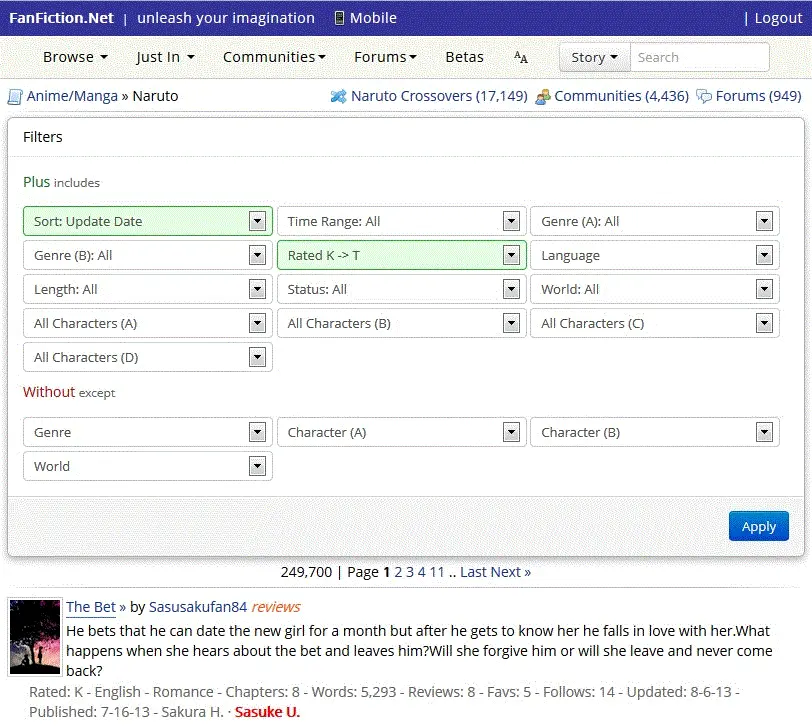 FanFiction.Net | unleash your imagination Mobile | Logout
Browse Just In Communities Forums Betas AA Story Search
Anime/Manga » Naruto Naruto Crossovers (17,149) Communities (4,436) Forums (949)
Filters
Plus includes
Sort: Update Date Time Range: All Genre (A): All
Genre (B): All Rated K -> T Language
Length: All Status: All World: All
All Characters (A) All Characters (B) All Characters (C)
All Characters (D)
Without except
Genre Character (A) Character (B)
World
Apply
249,700 | Page 1 2 3 4 11 .. Last Next »
The Bet » by Sasusakufan84 reviews
He bets that he can date the new girl for a month but after he gets to know her he falls in love with her.What
happens when she hears about the bet and leaves him?Will she forgive him or will she leave and never come
back?
Rated: K - English - Romance - Chapters: 8 - Words: 5,293 - Reviews: 8 - Favs: 5 - Follows: 14 - Updated: 8-6-13 -
Published: 7-16-13 - Sakura H. · Sasuke U.